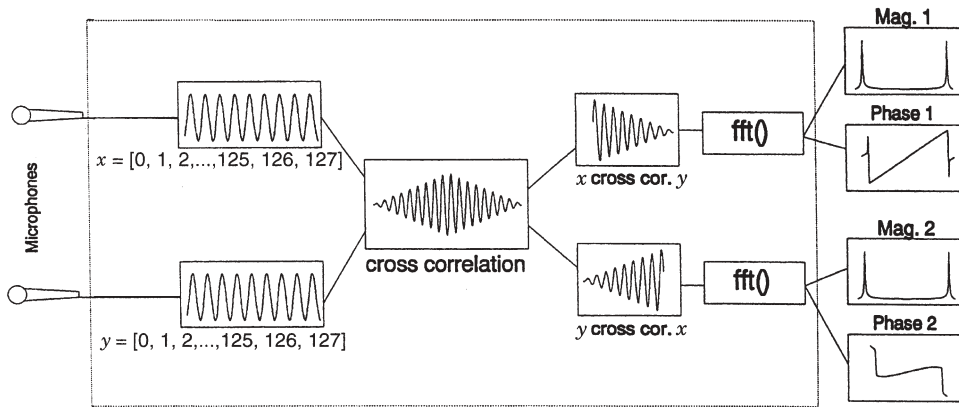 Mag. 1
Phase 1
x = [0, 1, 2,...,125, 126, 127]
fft()
x cross cor. y
Microphones
cross correlation
Mag. 2
fft()
y cross cor. x
Phase 2
y = [0, 1, 2,...,125, 126, 127]